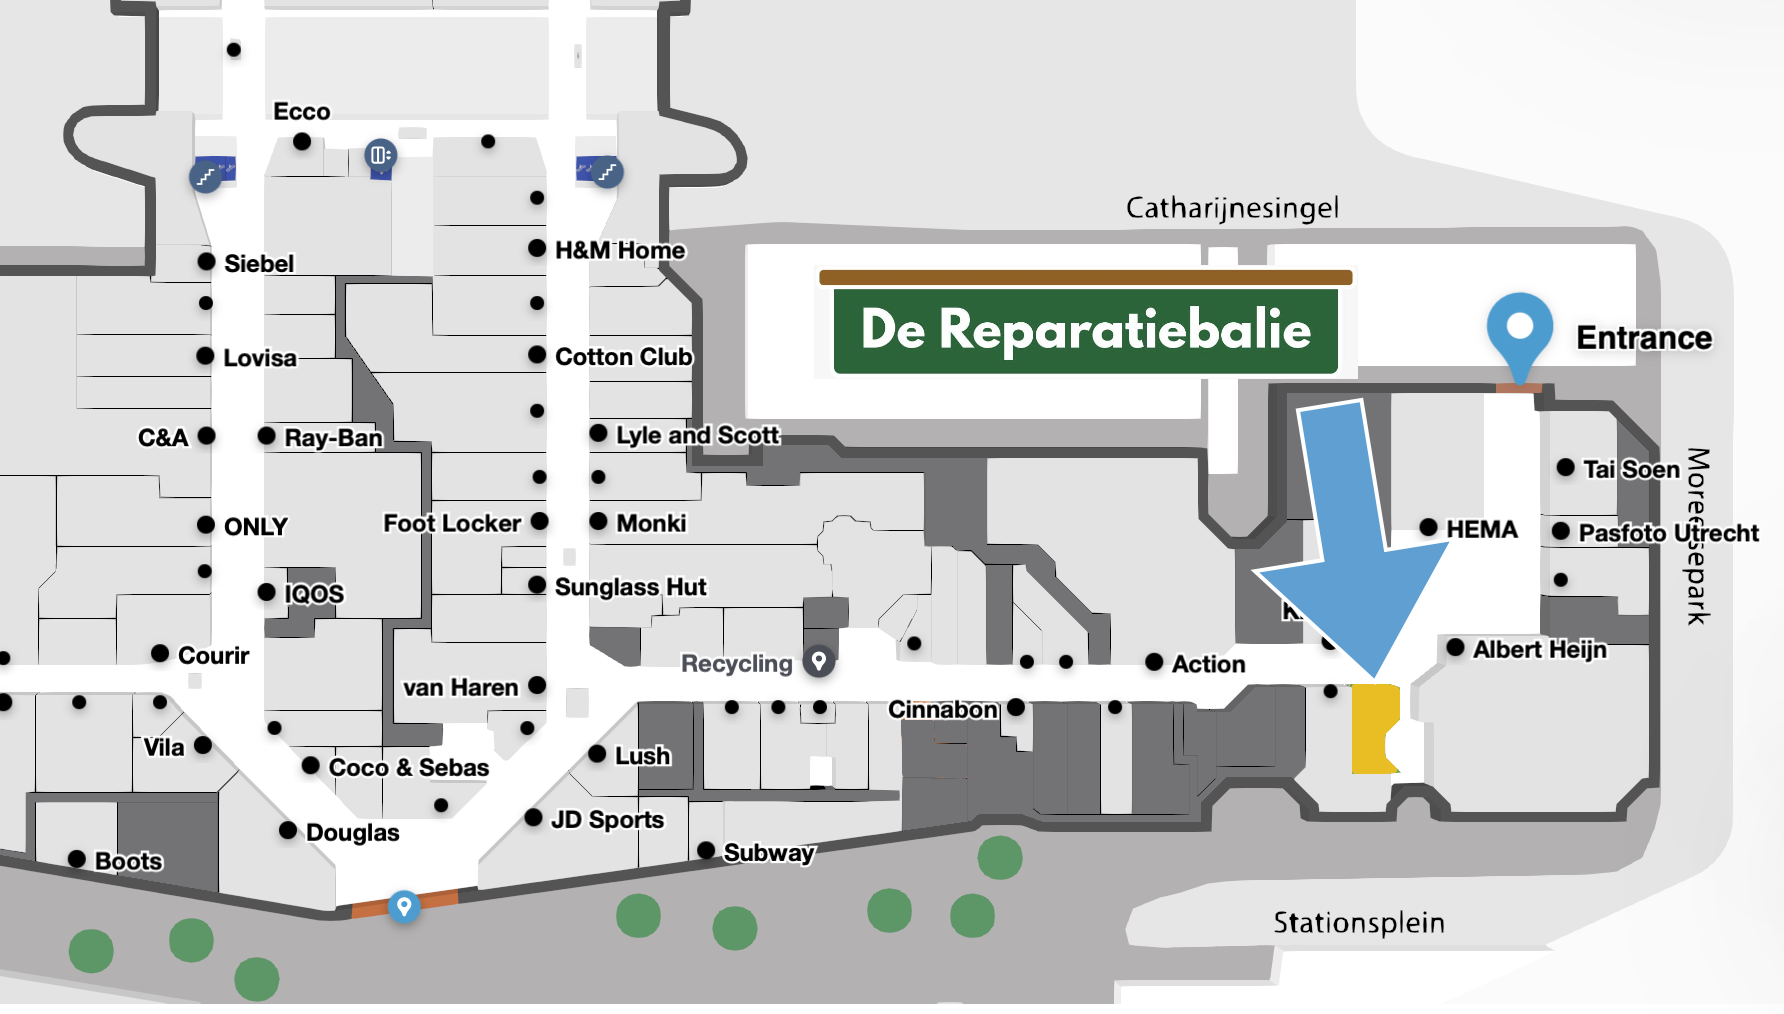 Ecco
Catharijnesingel
Siebel
H&M Home
De Reparatiebalie
Entrance
Lovisa
Cotton Club
C&A
Ray-Ban
Lyle and Scott
Tai Soen
ONLY
Foot Locker
Monki
HEMA
Pasfoto Utrecht
Moreelsepark
IQOS
Sunglass Hut
Courir
Recycling
Action
Albert Heijn
van Haren
Cinnabon
Vila
Coco & Sebas
Lush
Douglas
JD Sports
Boots
Subway
Stationsplein